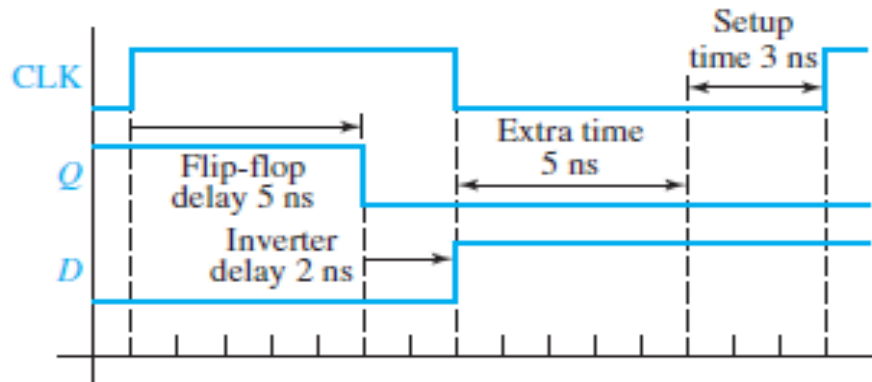 Setup
time 3 ns
CLK
Extra time
5 ns
Q
Flip-flop
delay 5 ns
Inverter
delay 2 ns
D